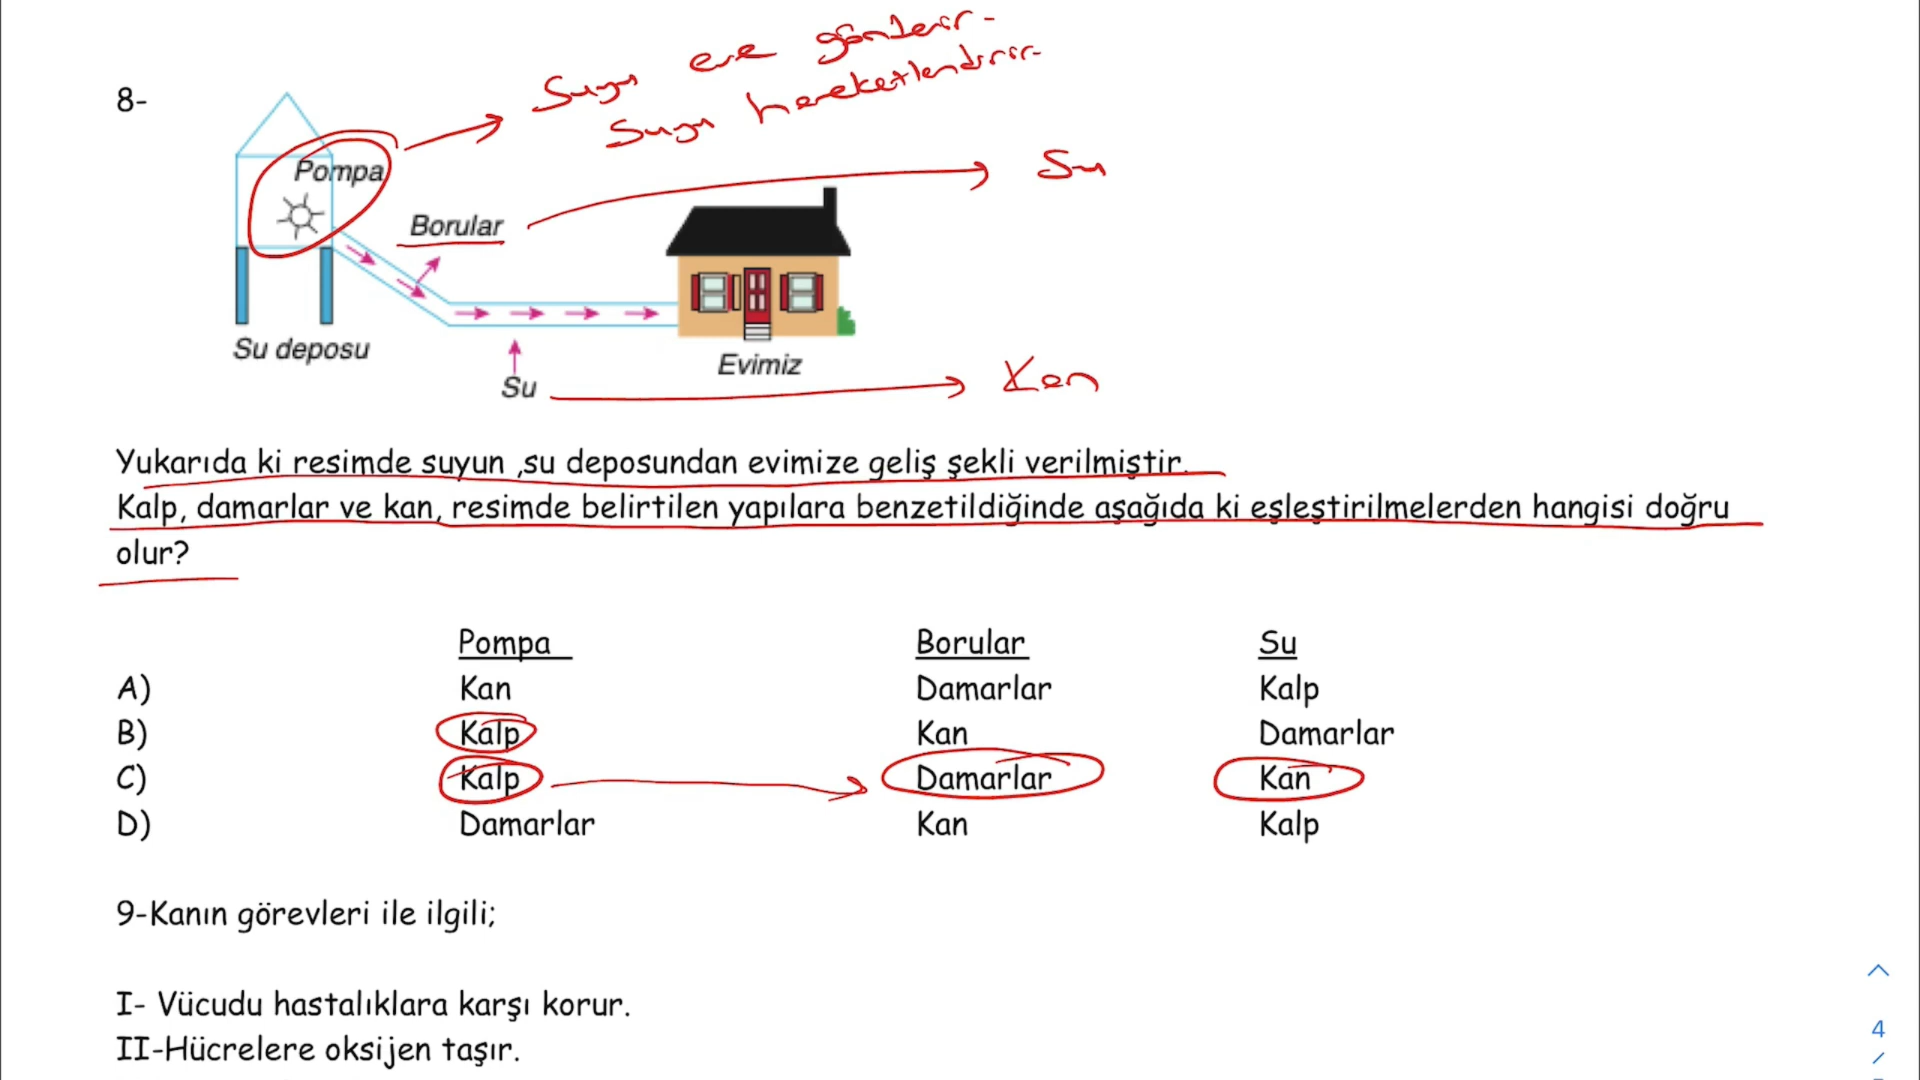 Suyu eve gönderir.
8-
Suyu hareketlendirir.
Pompa
Su
Borular
Su deposu
Evimiz
Su
Kan
Yukarıda ki resimde suyun ,su deposundan evimize geliş şekli verilmiştir.
Kalp, damarlar ve kan, resimde belirtilen yapılara benzetildiğinde aşağıda ki eşleştirilmelerden hangisi doğru
olur?
Pompa Borular Su
A) Kan Damarlar Kalp
B) Kalp Kan Damarlar
C) Kalp Damarlar Kan
D) Damarlar Kan Kalp
9-Kanın görevleri ile ilgili;
I- Vücudu hastalıklara karşı korur.
II-Hücrelere oksijen taşır.
4
/